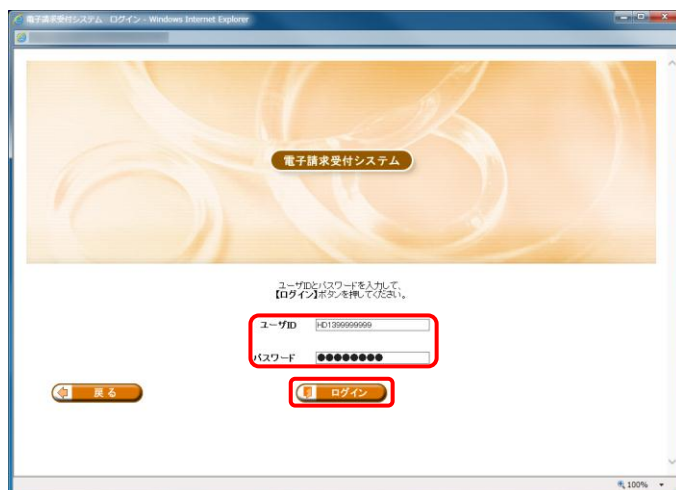 電子請求受付システム ログイン - Windows Internet Explorer
電子請求受付システム
ユーザIDとパスワードを入力して、
【ログイン】ボタンを押してください。
ユーザID HD1399999999
パスワード ●●●●●●●●
戻る ログイン
100%